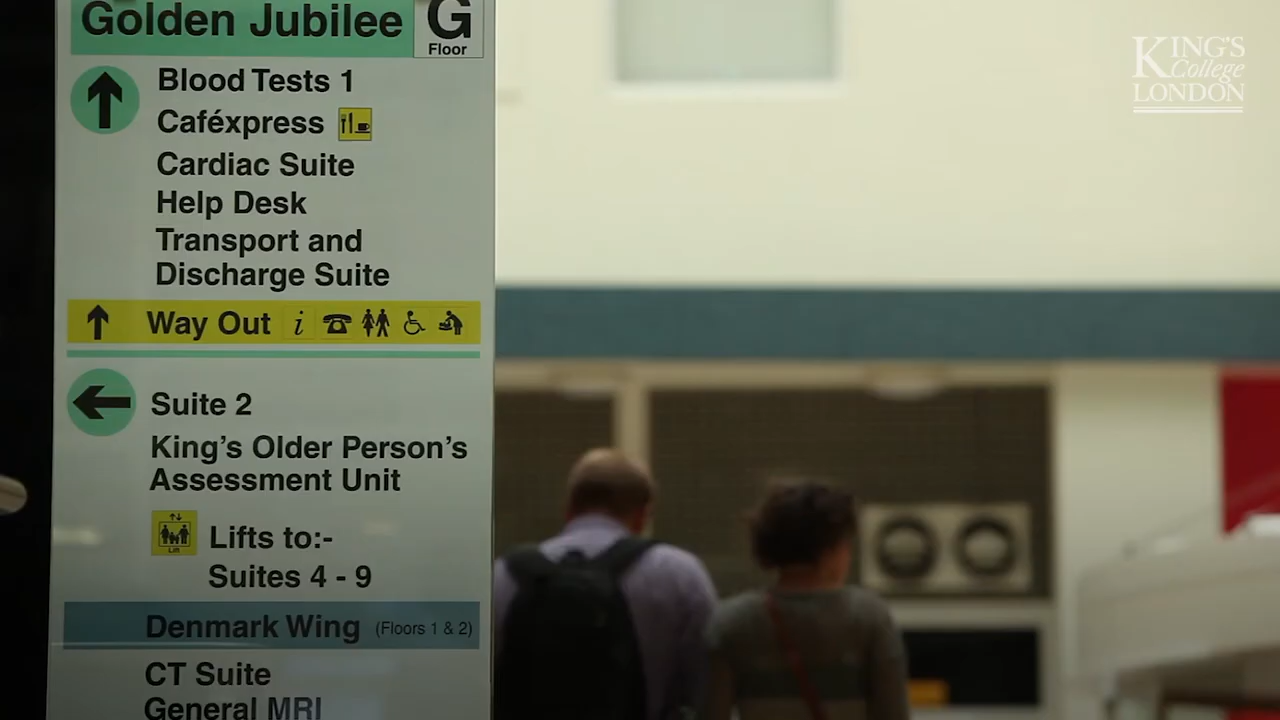 Golden Jubilee
G
Floor
Blood Tests 1
Caféxpress
Cardiac Suite
Help Desk
Transport and
Discharge Suite
Way Out i
Suite 2
King's Older Person's
Assessment Unit
Lift
Lifts to:-
Suites 4 - 9
Denmark Wing (Floors 1 & 2)
CT Suite
General MRI
KING'S
College
LONDON